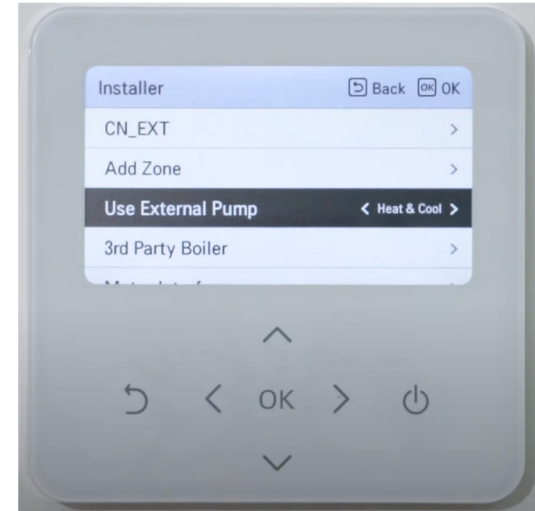 Installer Back OK OK
CN_EXT >
Add Zone >
Use External Pump < Heat & Cool >
3rd Party Boiler >
OK